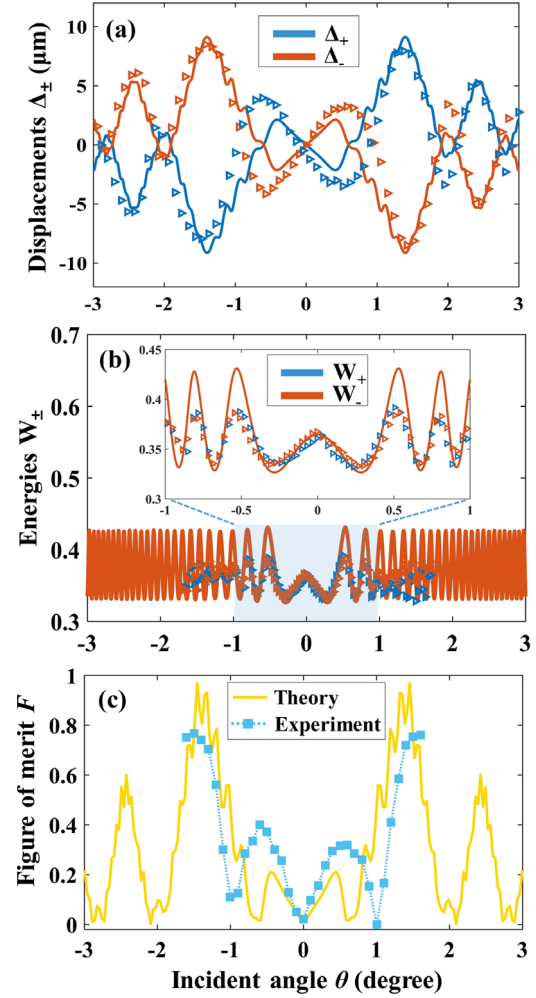 (a)
Δ+
Δ-
Displacements Δ± (μm)
10
5
0
-5
-10
-3 -2 -1 0 1 2 3
(b)
W+
W-
Energies W±
0.7
0.6
0.5
0.4
0.3
0.45
0.4
0.35
0.3
-1 -0.5 0 0.5 1
-3 -2 -1 0 1 2 3
(c)
Theory
Experiment
Figure of merit F
1
0.8
0.6
0.4
0.2
0
-3 -2 -1 0 1 2 3
Incident angle θ (degree)